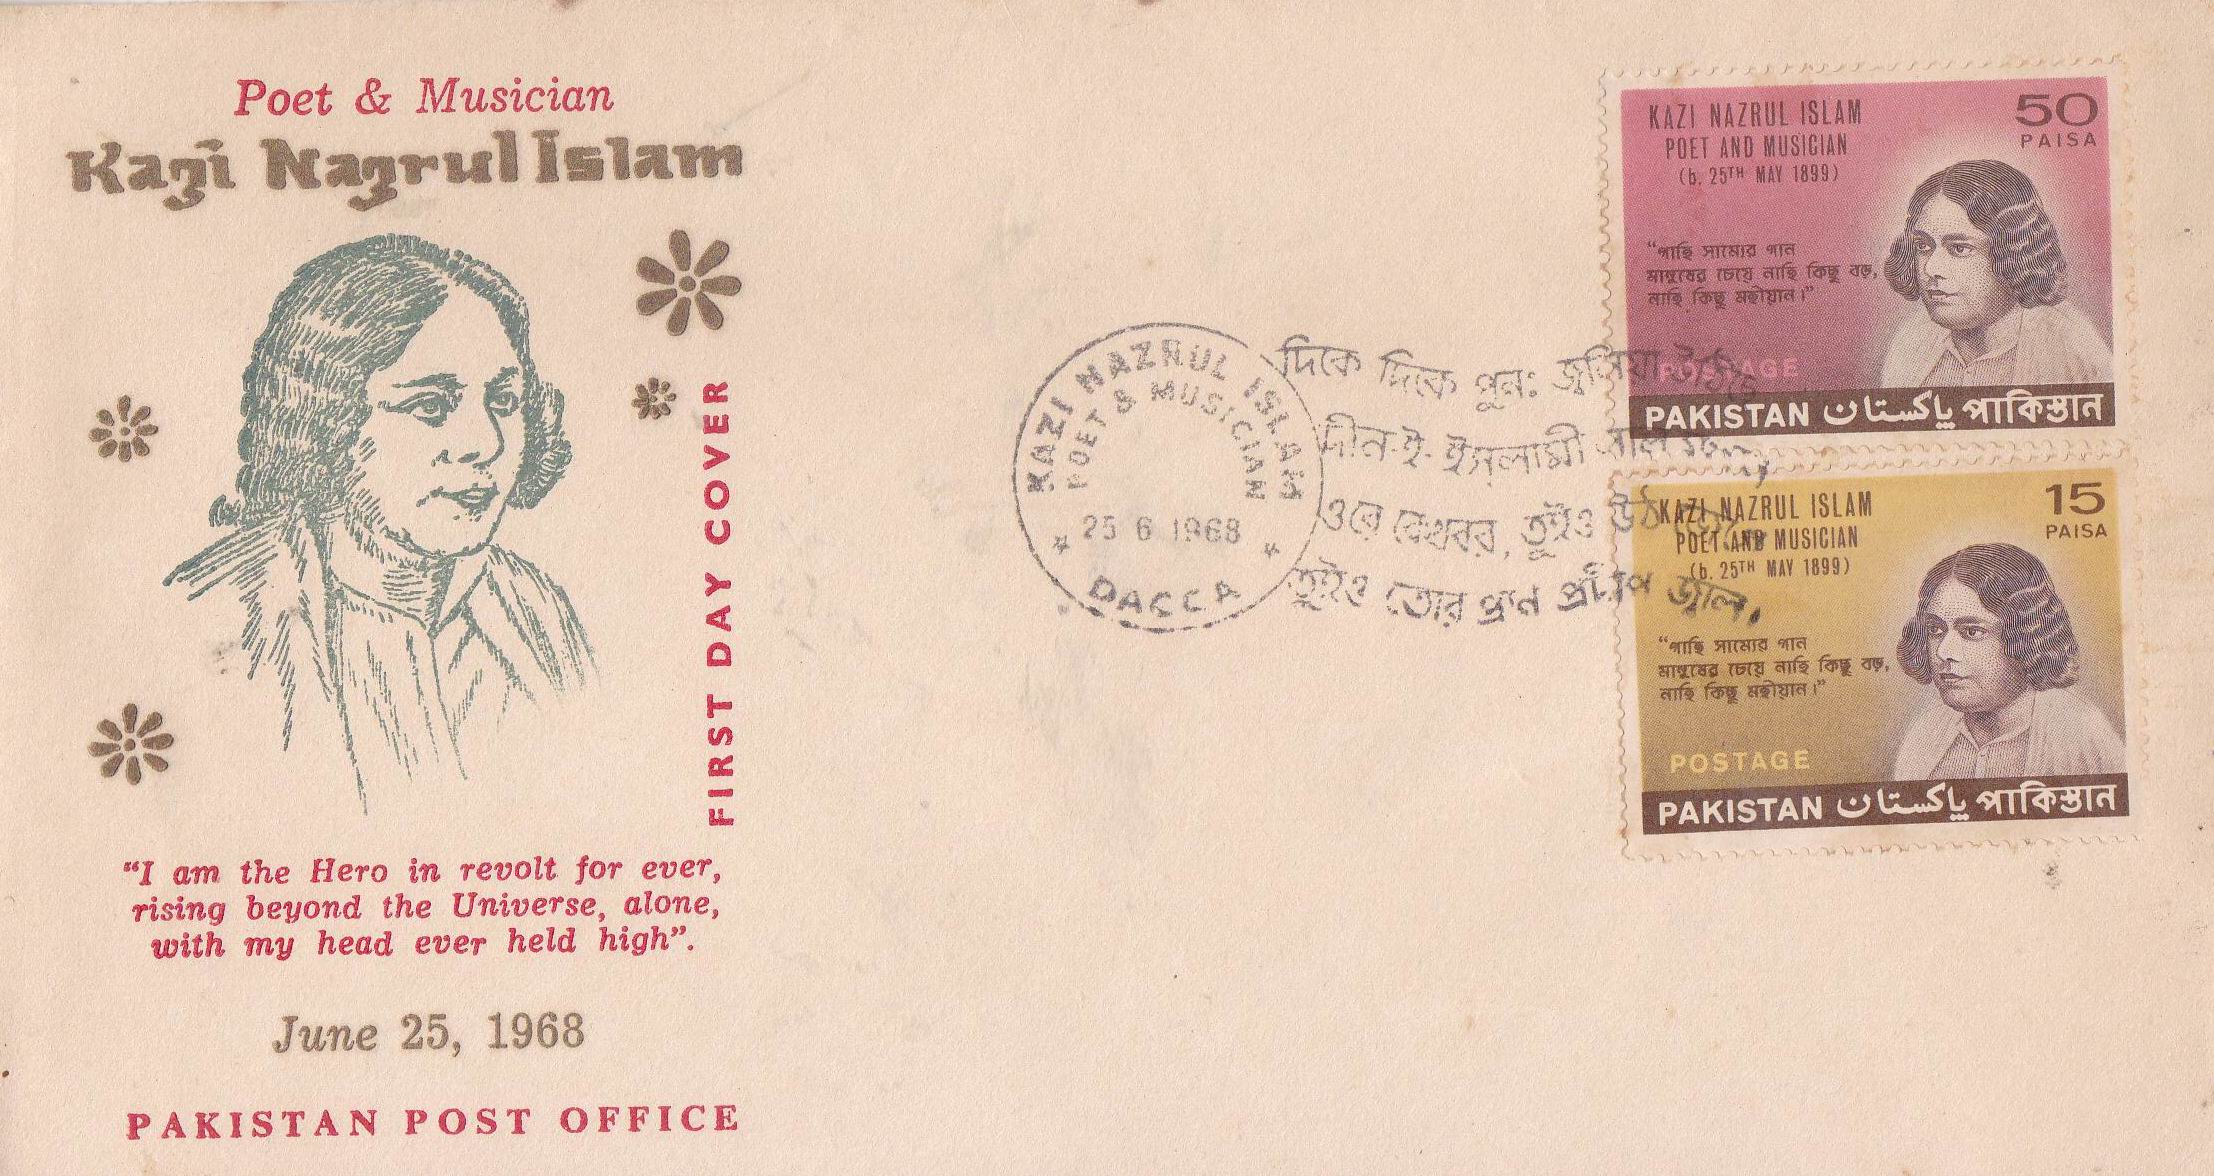 Poet & Musician
Kazi Nazrul Islam
FIRST DAY COVER
"I am the Hero in revolt for ever,
rising beyond the Universe, alone,
with my head ever held high".
June 25, 1968
PAKISTAN POST OFFICE
KAZI NAZRUL ISLAM
POET & MUSICIAN
25 6 1968
DACCA
দিকে দিকে পুনঃ জ্বলিয়া উঠিছে
দীন-ই-ইসলামী লাল
ওরে বেখবর, তুইও উঠ
তুইও তোর প্রাণ প্রদীপ জ্বাল.
KAZI NAZRUL ISLAM
POET AND MUSICIAN
(b. 25TH MAY 1899)
50
PAISA
"গাহি সাম্যের গান
মানুষের চেয়ে নাহি কিছু বড়,
নাহি কিছু মহীয়ান।"
POSTAGE
PAKISTAN پاکستان পাকিস্তান
KAZI NAZRUL ISLAM
POET AND MUSICIAN
(b. 25TH MAY 1899)
15
PAISA
"গাহি সাম্যের গান
মানুষের চেয়ে নাহি কিছু বড়,
নাহি কিছু মহীয়ান।"
POSTAGE
PAKISTAN پاکستان পাকিস্তান